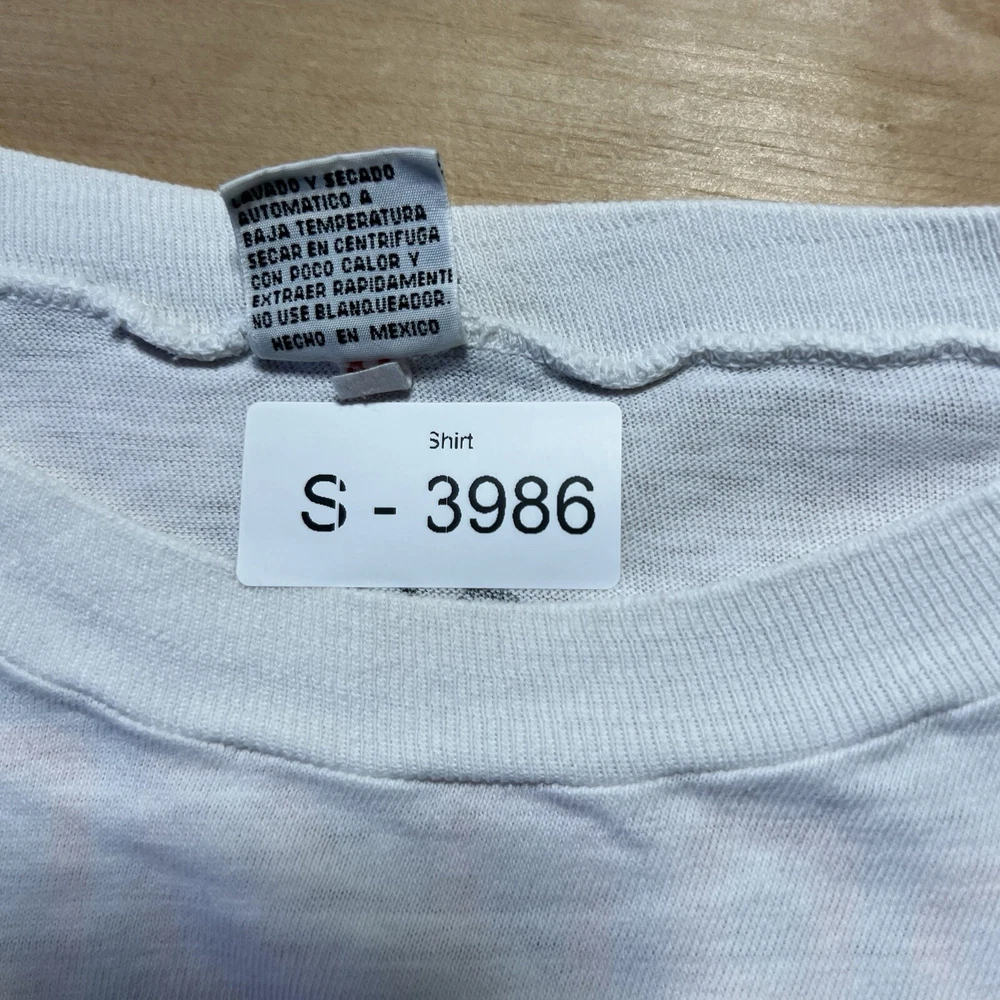 LAVADO Y SECADO
AUTOMATICO A
BAJA TEMPERATURA
SECAR EN CENTRIFUGA
CON POCO CALOR Y
EXTRAER RAPIDAMENTE
NO USE BLANQUEADOR.
HECHO EN MEXICO
Shirt
S - 3986